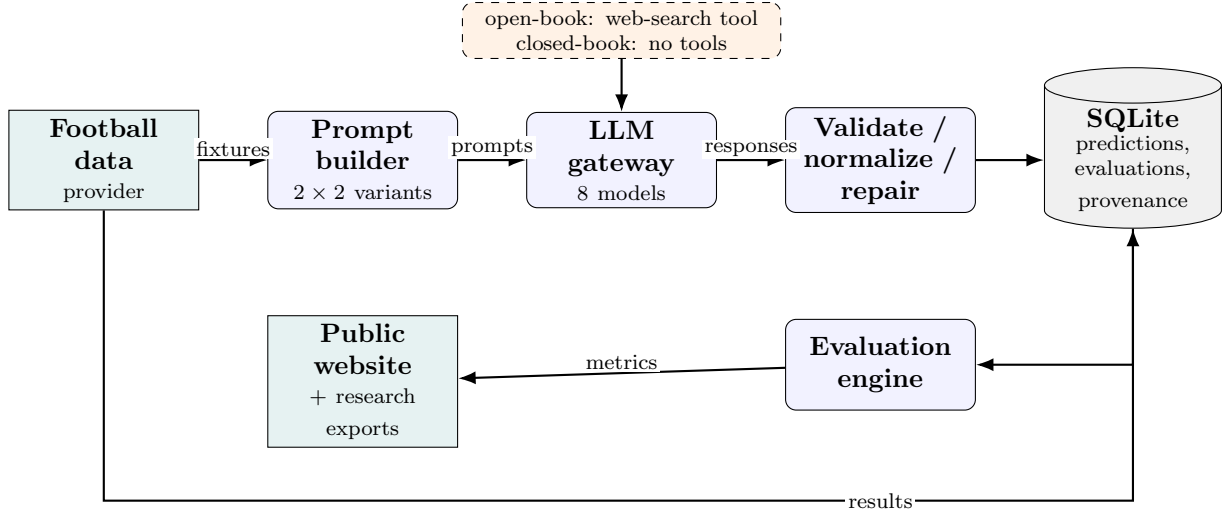 open-book: web-search tool
closed-book: no tools
Football
data
provider
fixtures
Prompt
builder
2 × 2 variants
prompts
LLM
gateway
8 models
responses
Validate /
normalize /
repair
SQLite
predictions,
evaluations,
provenance
Public
website
+ research
exports
metrics
Evaluation
engine
results